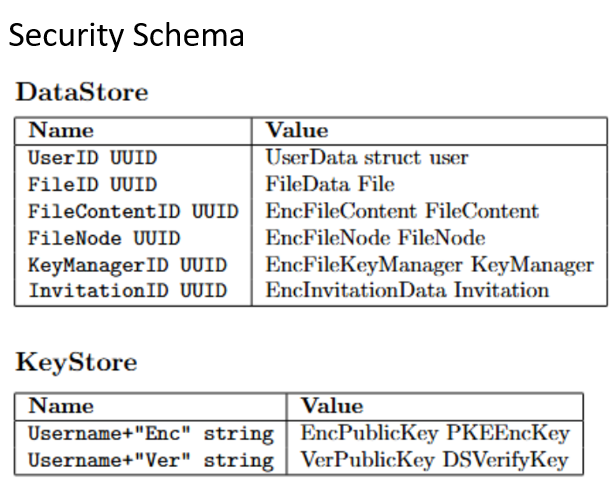 Security Schema
DataStore
Name Value
UserID UUID UserData struct user
FileID UUID FileData File
FileContentID UUID EncFileContent FileContent
FileNode UUID EncFileNode FileNode
KeyManagerID UUID EncFileKeyManager KeyManager
InvitationID UUID EncInvitationData Invitation
KeyStore
Name Value
Username+"Enc" string EncPublicKey PKEEncKey
Username+"Ver" string VerPublicKey DSVerifyKey